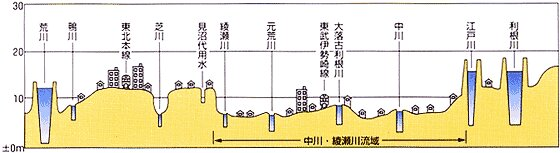 30
20
10
±0m
荒川
鴨川
東北本線
芝川
見沼代用水
綾瀬川
元荒川
東武伊勢崎線
大落古利根川
中川
江戸川
利根川
中川・綾瀬川流域